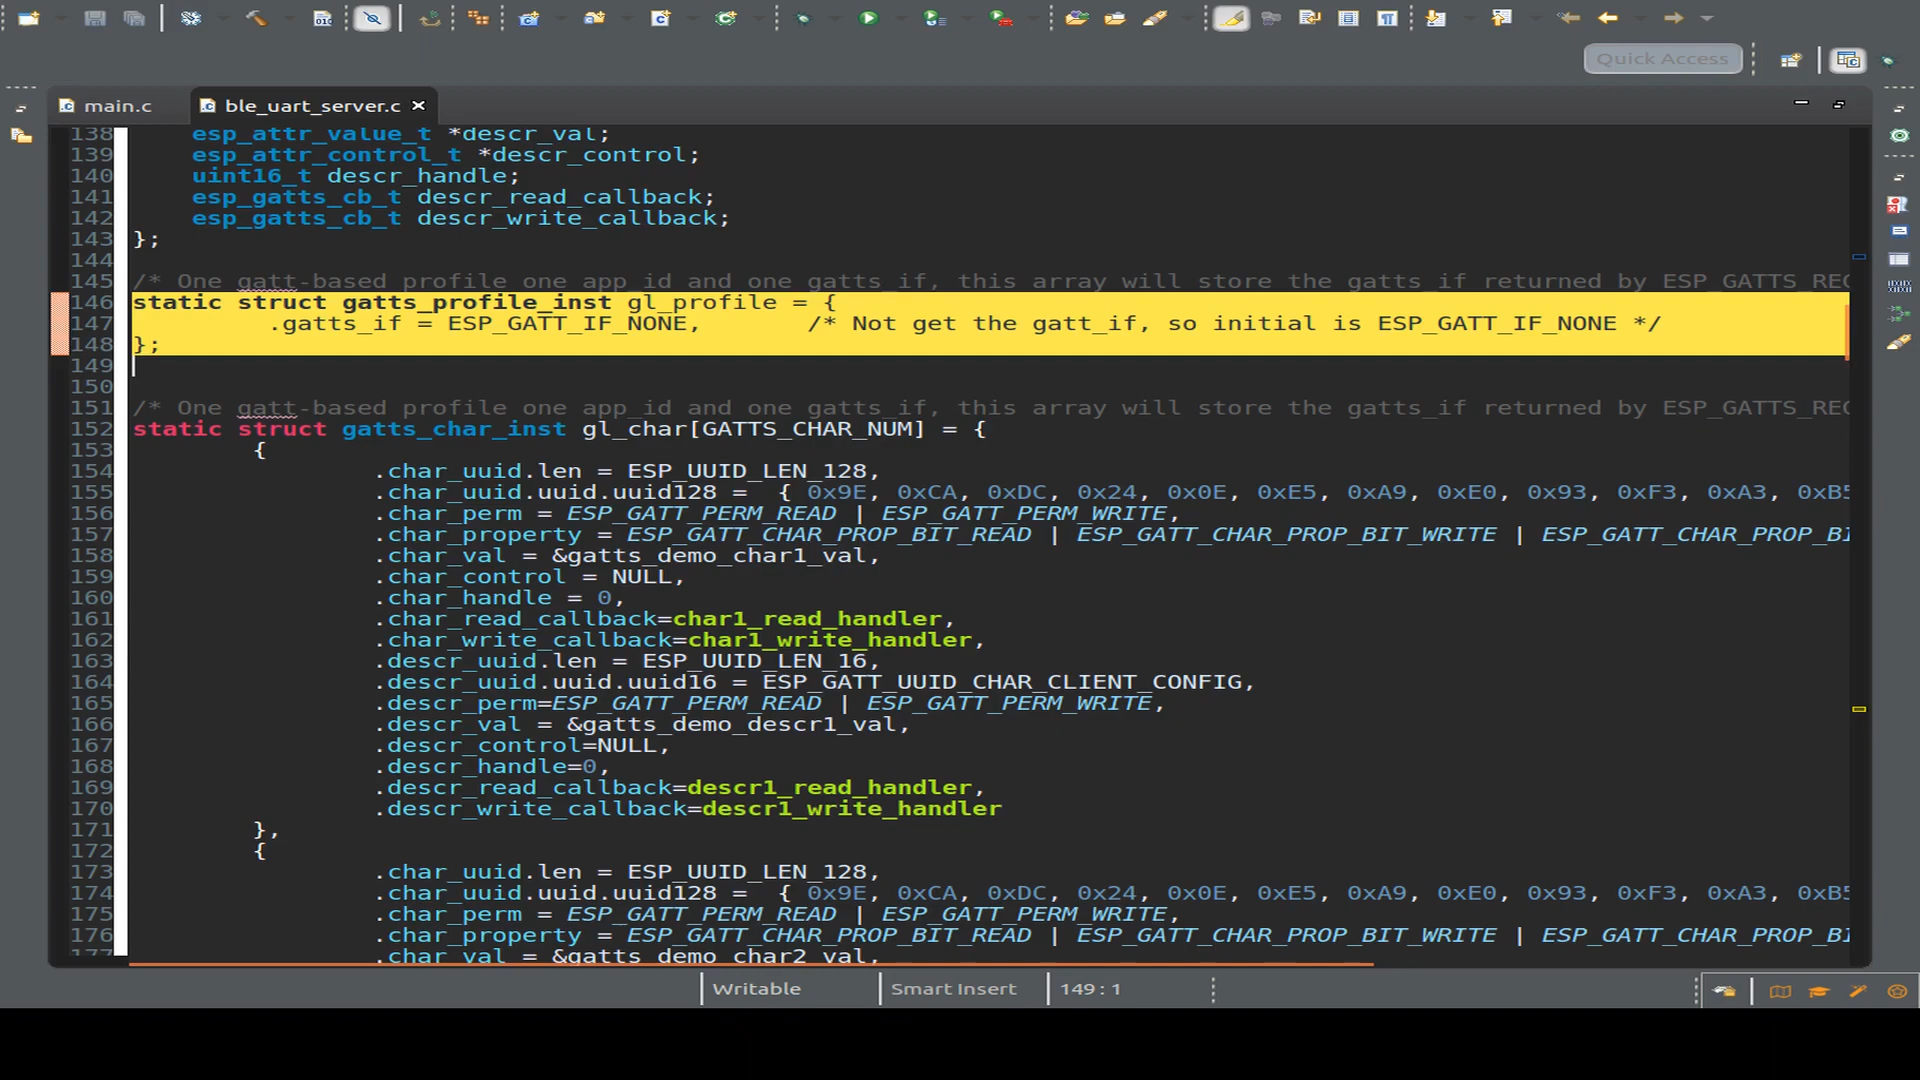 Quick Access
main.c
ble_uart_server.c
138 esp_attr_value_t *descr_val;
139 esp_attr_control_t *descr_control;
140 uint16_t descr_handle;
141 esp_gatts_cb_t descr_read_callback;
142 esp_gatts_cb_t descr_write_callback;
143 };
144
145 /* One gatt-based profile one app_id and one gatts_if, this array will store the gatts_if returned by ESP_GATTS_REG
146 static struct gatts_profile_inst gl_profile = {
147 .gatts_if = ESP_GATT_IF_NONE, /* Not get the gatt_if, so initial is ESP_GATT_IF_NONE */
148 };
149
150
151 /* One gatt-based profile one app_id and one gatts_if, this array will store the gatts_if returned by ESP_GATTS_REG
152 static struct gatts_char_inst gl_char[GATTS_CHAR_NUM] = {
153 {
154 .char_uuid.len = ESP_UUID_LEN_128,
155 .char_uuid.uuid.uuid128 = { 0x9E, 0xCA, 0xDC, 0x24, 0x0E, 0xE5, 0xA9, 0xE0, 0x93, 0xF3, 0xA3, 0xB5
156 .char_perm = ESP_GATT_PERM_READ | ESP_GATT_PERM_WRITE,
157 .char_property = ESP_GATT_CHAR_PROP_BIT_READ | ESP_GATT_CHAR_PROP_BIT_WRITE | ESP_GATT_CHAR_PROP_BI
158 .char_val = &gatts_demo_char1_val,
159 .char_control = NULL,
160 .char_handle = 0,
161 .char_read_callback=char1_read_handler,
162 .char_write_callback=char1_write_handler,
163 .descr_uuid.len = ESP_UUID_LEN_16,
164 .descr_uuid.uuid.uuid16 = ESP_GATT_UUID_CHAR_CLIENT_CONFIG,
165 .descr_perm=ESP_GATT_PERM_READ | ESP_GATT_PERM_WRITE,
166 .descr_val = &gatts_demo_descr1_val,
167 .descr_control=NULL,
168 .descr_handle=0,
169 .descr_read_callback=descr1_read_handler,
170 .descr_write_callback=descr1_write_handler
171 },
172 {
173 .char_uuid.len = ESP_UUID_LEN_128,
174 .char_uuid.uuid.uuid128 = { 0x9E, 0xCA, 0xDC, 0x24, 0x0E, 0xE5, 0xA9, 0xE0, 0x93, 0xF3, 0xA3, 0xB5
175 .char_perm = ESP_GATT_PERM_READ | ESP_GATT_PERM_WRITE,
176 .char_property = ESP_GATT_CHAR_PROP_BIT_READ | ESP_GATT_CHAR_PROP_BIT_WRITE | ESP_GATT_CHAR_PROP_BI
177 .char_val = &gatts_demo_char2_val,
Writable
Smart Insert
149 : 1